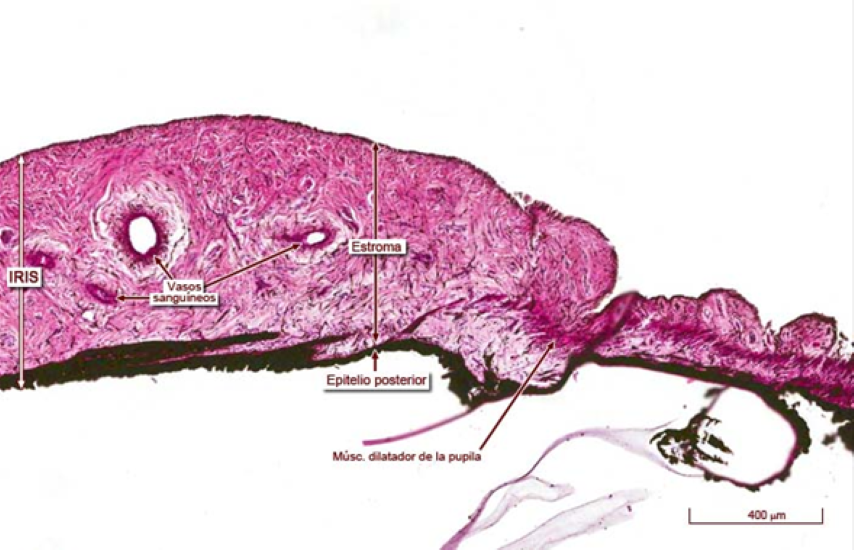 IRIS
Vasos
sanguíneos
Estroma
Epitelio posterior
Músc. dilatador de la pupila
400 µm